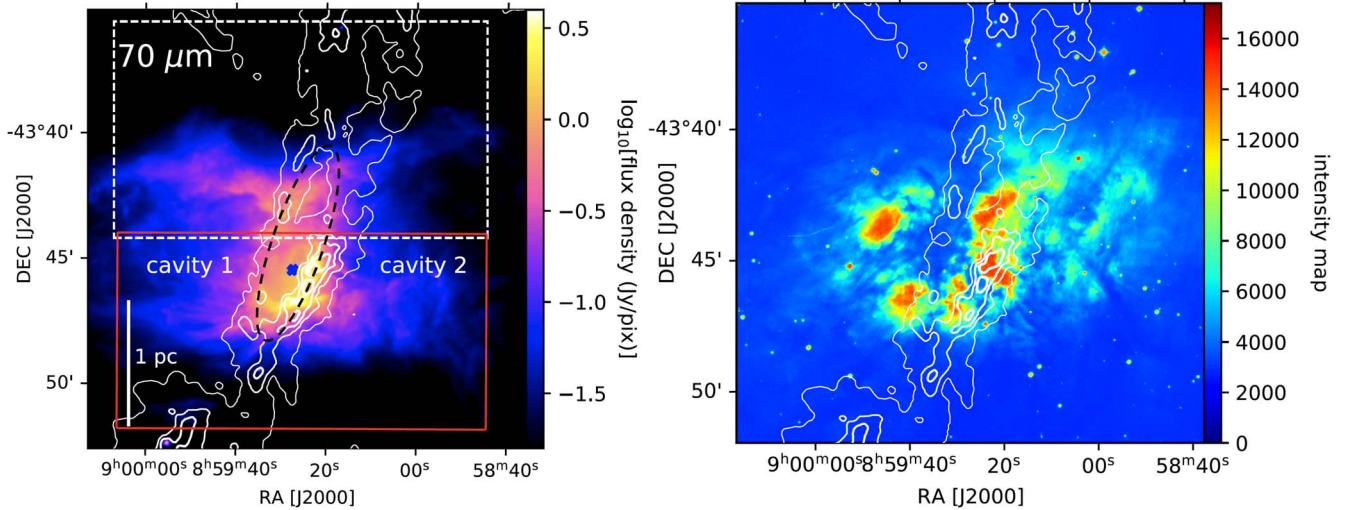 70 μm
cavity 1
cavity 2
1 pc
-43°40'
45'
50'
DEC [J2000]
9ʰ00ᵐ00ˢ 8ʰ59ᵐ40ˢ 20ˢ 00ˢ 58ᵐ40ˢ
RA [J2000]
0.5
0.0
−0.5
−1.0
−1.5
log₁₀[flux density (Jy/pix)]
-43°40'
45'
50'
DEC [J2000]
9ʰ00ᵐ00ˢ 8ʰ59ᵐ40ˢ 20ˢ 00ˢ 58ᵐ40ˢ
RA [J2000]
16000
14000
12000
10000
8000
6000
4000
2000
0
intensity map